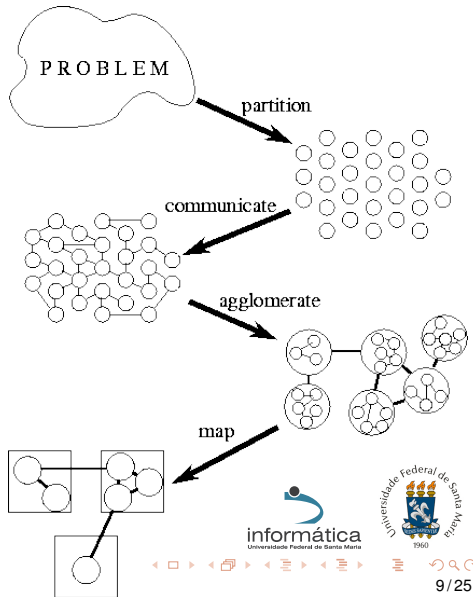 PROBLEM
partition
communicate
agglomerate
map
informática
Universidade Federal de Santa Maria
Universidade Federal de Santa Maria
1960
9/25